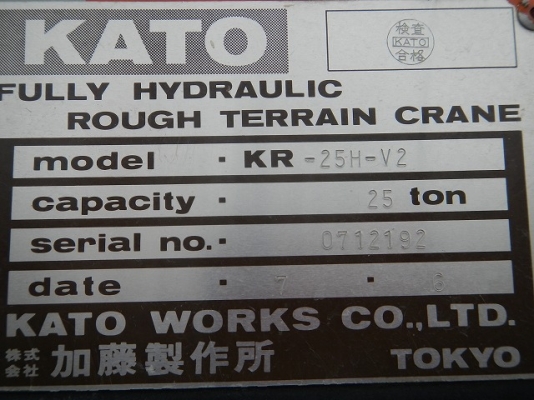 KATO
検査
KATO
合格
FULLY HYDRAULIC
ROUGH TERRAIN CRANE
model · KR-25H-V2
capacity · 25 ton
serial no. · 0712192
date · 7 ·
KATO WORKS CO.,LTD.
株式会社 加藤製作所 TOKYO